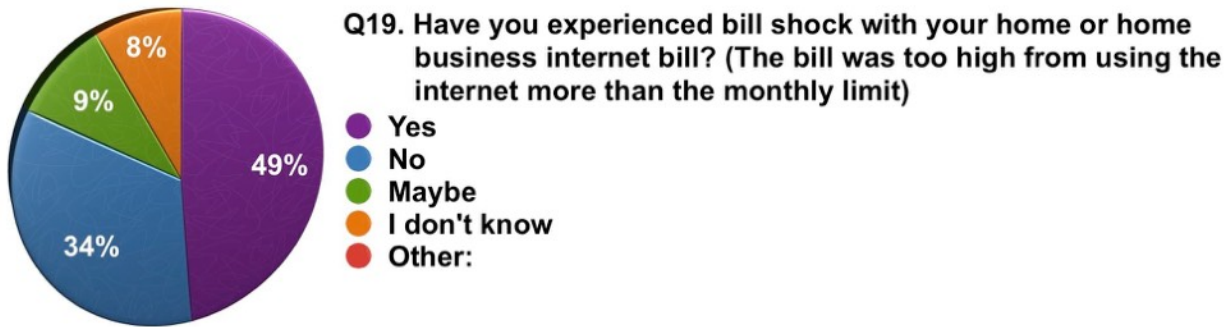 8%
9%
49%
34%
Q19. Have you experienced bill shock with your home or home
business internet bill? (The bill was too high from using the
internet more than the monthly limit)
Yes
No
Maybe
I don't know
Other: